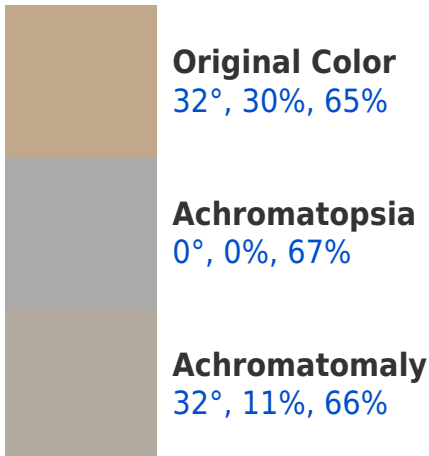 Original Color
32°, 30%, 65%
Achromatopsia
0°, 0%, 67%
Achromatomaly
32°, 11%, 66%